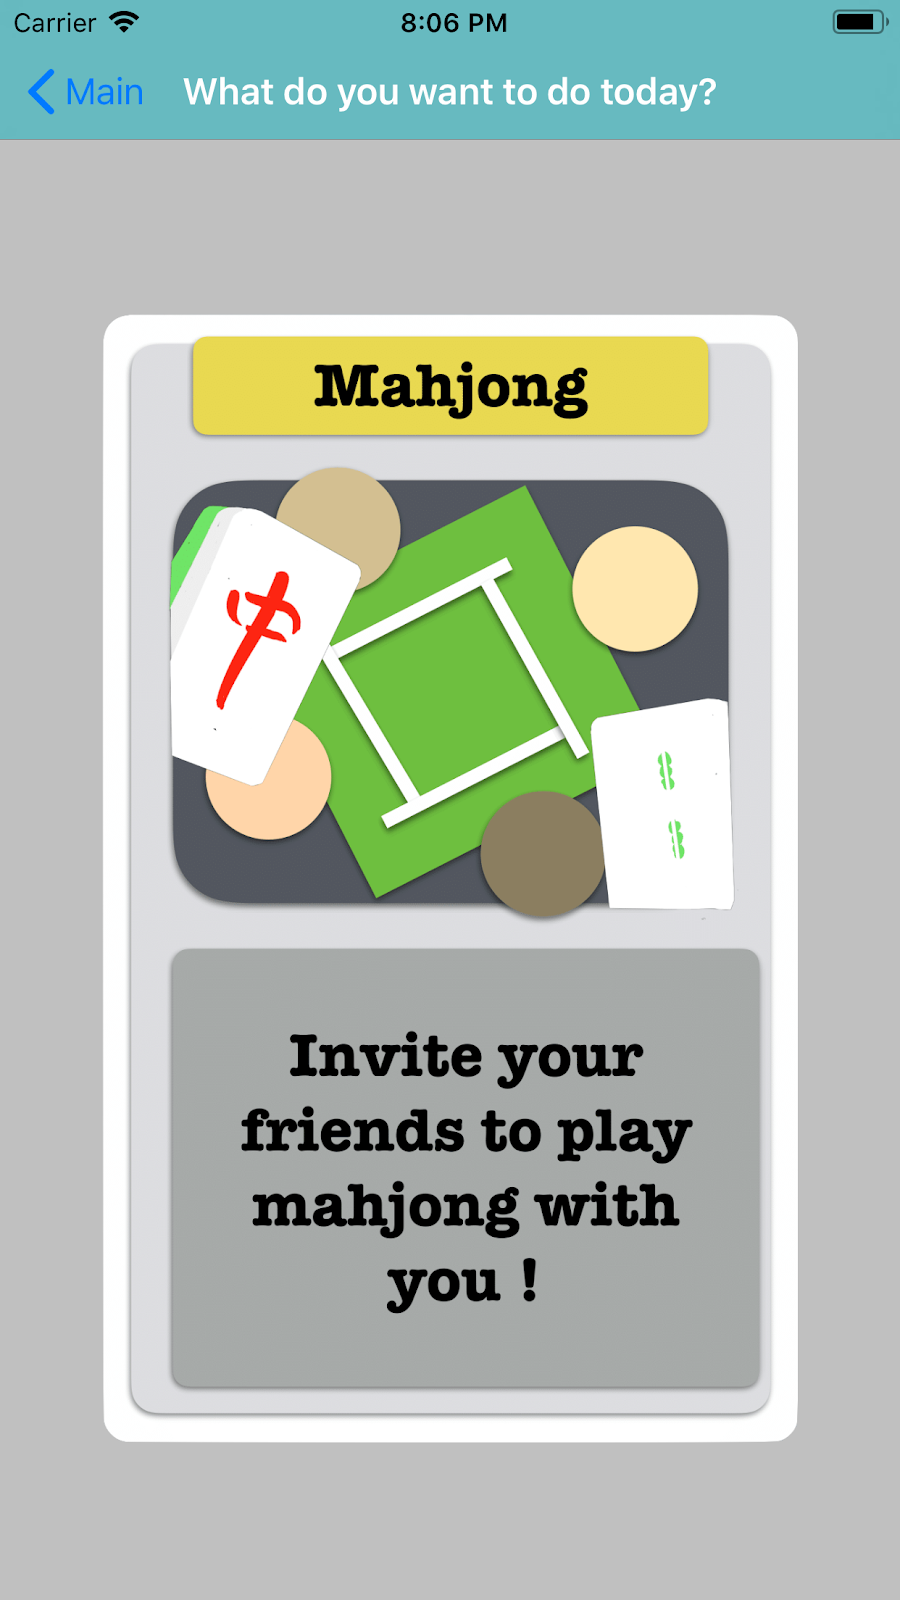 Carrier 8:06 PM
Main What do you want to do today?
Mahjong
中
Invite your
friends to play
mahjong with
you !